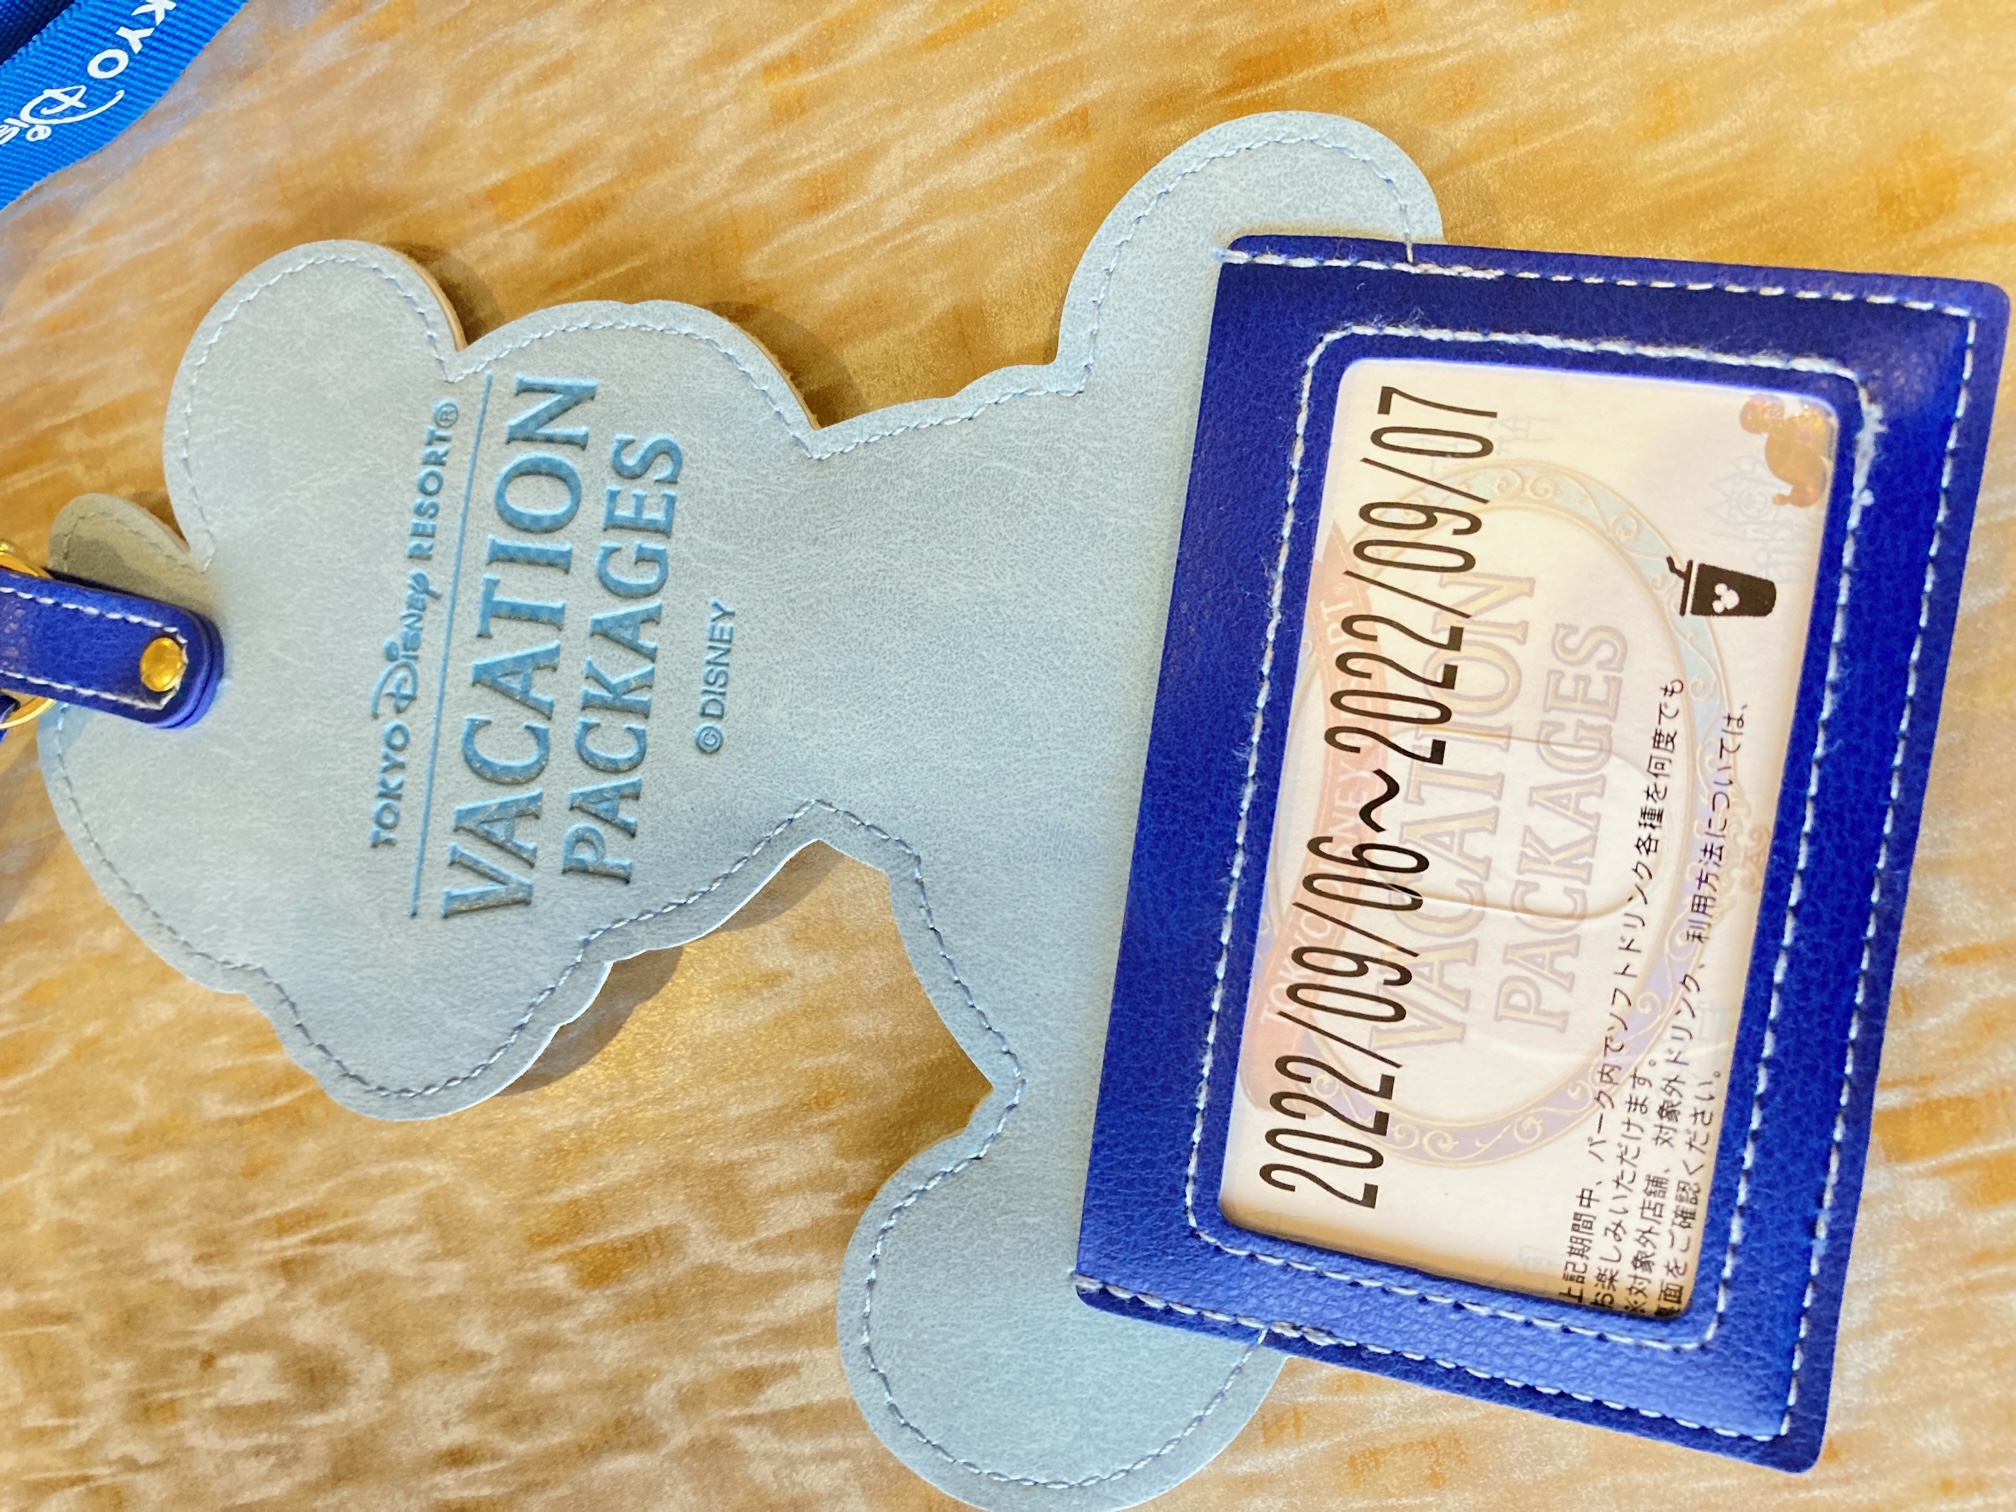 KYO Dis
TOKYO Disney RESORT®
VACATION
PACKAGES
©DISNEY
2022/09/06~2022/09/07
VACATION
PACKAGES
上記期間中、パーク内でソフトドリンク各種を何度でも
お楽しみいただけます。
※対象外店舗、対象外ドリンク、利用方法については、
裏面をご確認ください。